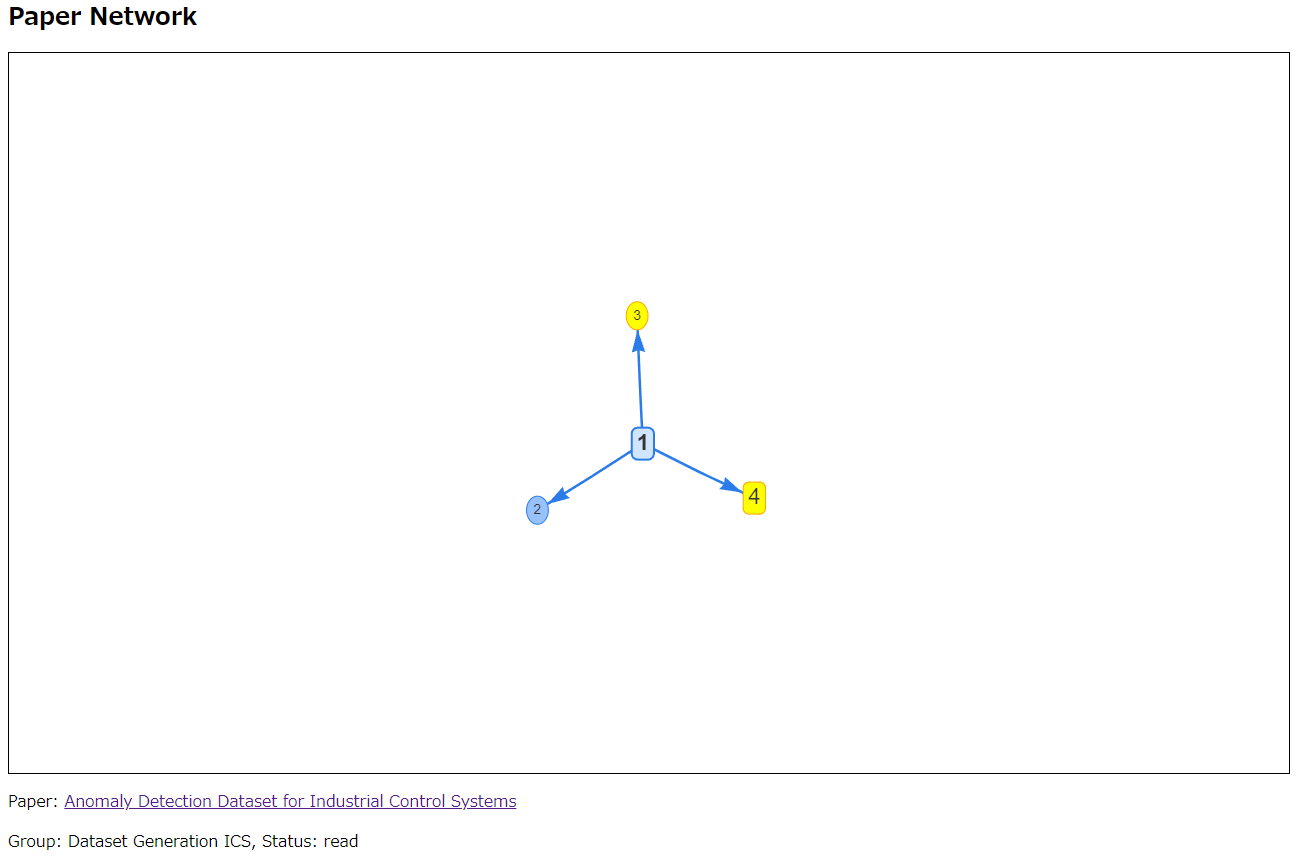 Paper Network
3
1
2
4
Paper: Anomaly Detection Dataset for Industrial Control Systems
Group: Dataset Generation ICS, Status: read